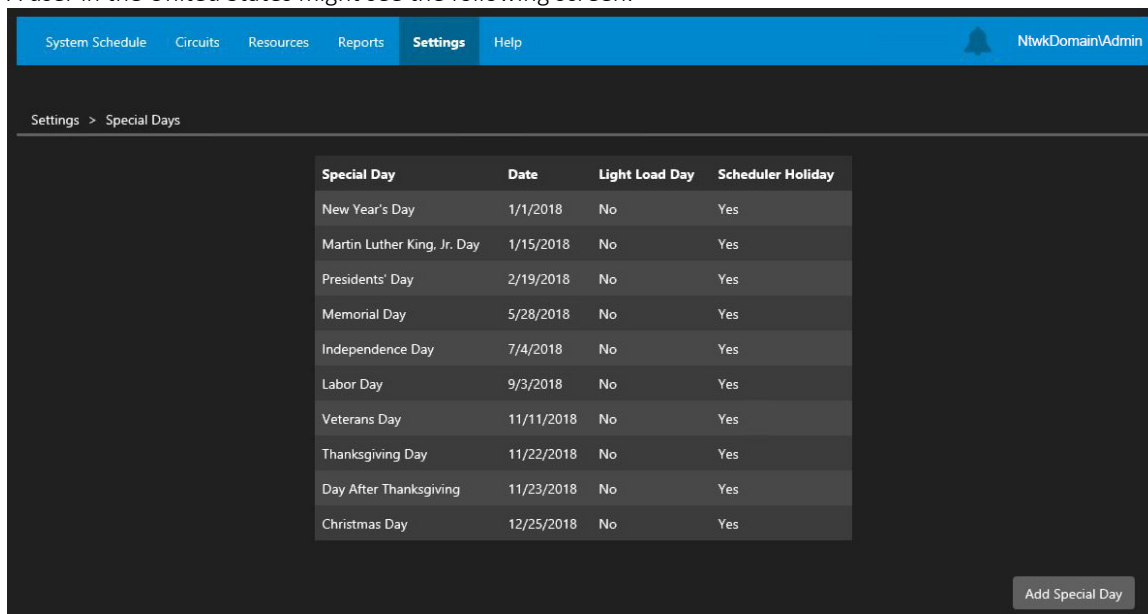 A user in the United States might see the following screen:
System Schedule Circuits Resources Reports Settings Help NtwkDomain\Admin
Settings > Special Days
Special Day Date Light Load Day Scheduler Holiday
New Year's Day 1/1/2018 No Yes
Martin Luther King, Jr. Day 1/15/2018 No Yes
Presidents' Day 2/19/2018 No Yes
Memorial Day 5/28/2018 No Yes
Independence Day 7/4/2018 No Yes
Labor Day 9/3/2018 No Yes
Veterans Day 11/11/2018 No Yes
Thanksgiving Day 11/22/2018 No Yes
Day After Thanksgiving 11/23/2018 No Yes
Christmas Day 12/25/2018 No Yes
Add Special Day